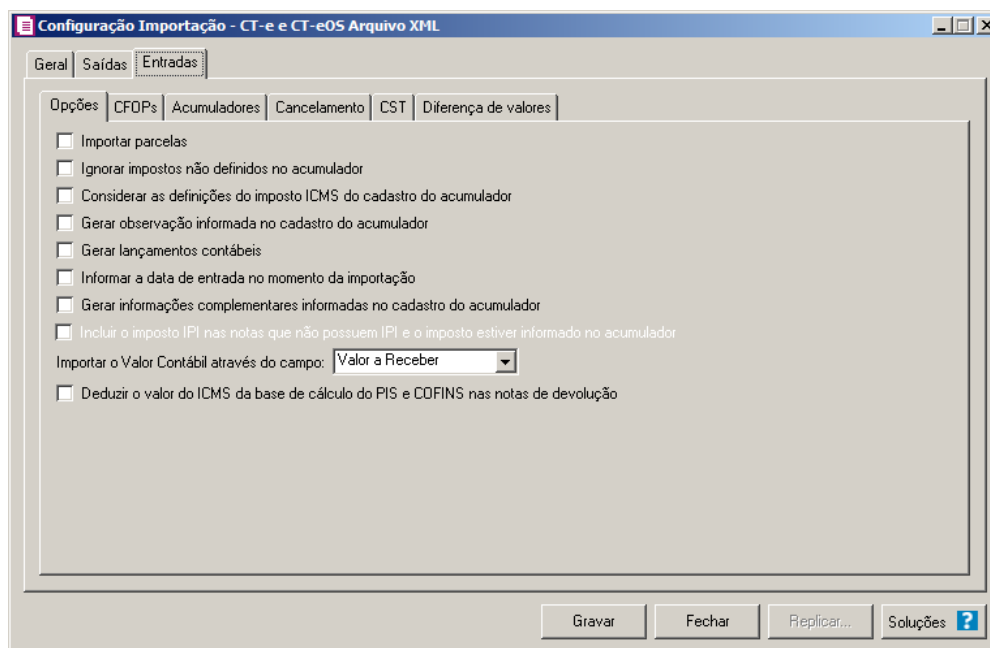 Configuração Importação - CT-e e CT-eOS Arquivo XML
Geral Saídas Entradas
Opções CFOPs Acumuladores Cancelamento CST Diferença de valores
Importar parcelas
Ignorar impostos não definidos no acumulador
Considerar as definições do imposto ICMS do cadastro do acumulador
Gerar observação informada no cadastro do acumulador
Gerar lançamentos contábeis
Informar a data de entrada no momento da importação
Gerar informações complementares informadas no cadastro do acumulador
Incluir o imposto IPI nas notas que não possuem IPI e o imposto estiver informado no acumulador
Importar o Valor Contábil através do campo: Valor a Receber
Deduzir o valor do ICMS da base de cálculo do PIS e COFINS nas notas de devolução
Gravar Fechar Replicar... Soluções ?